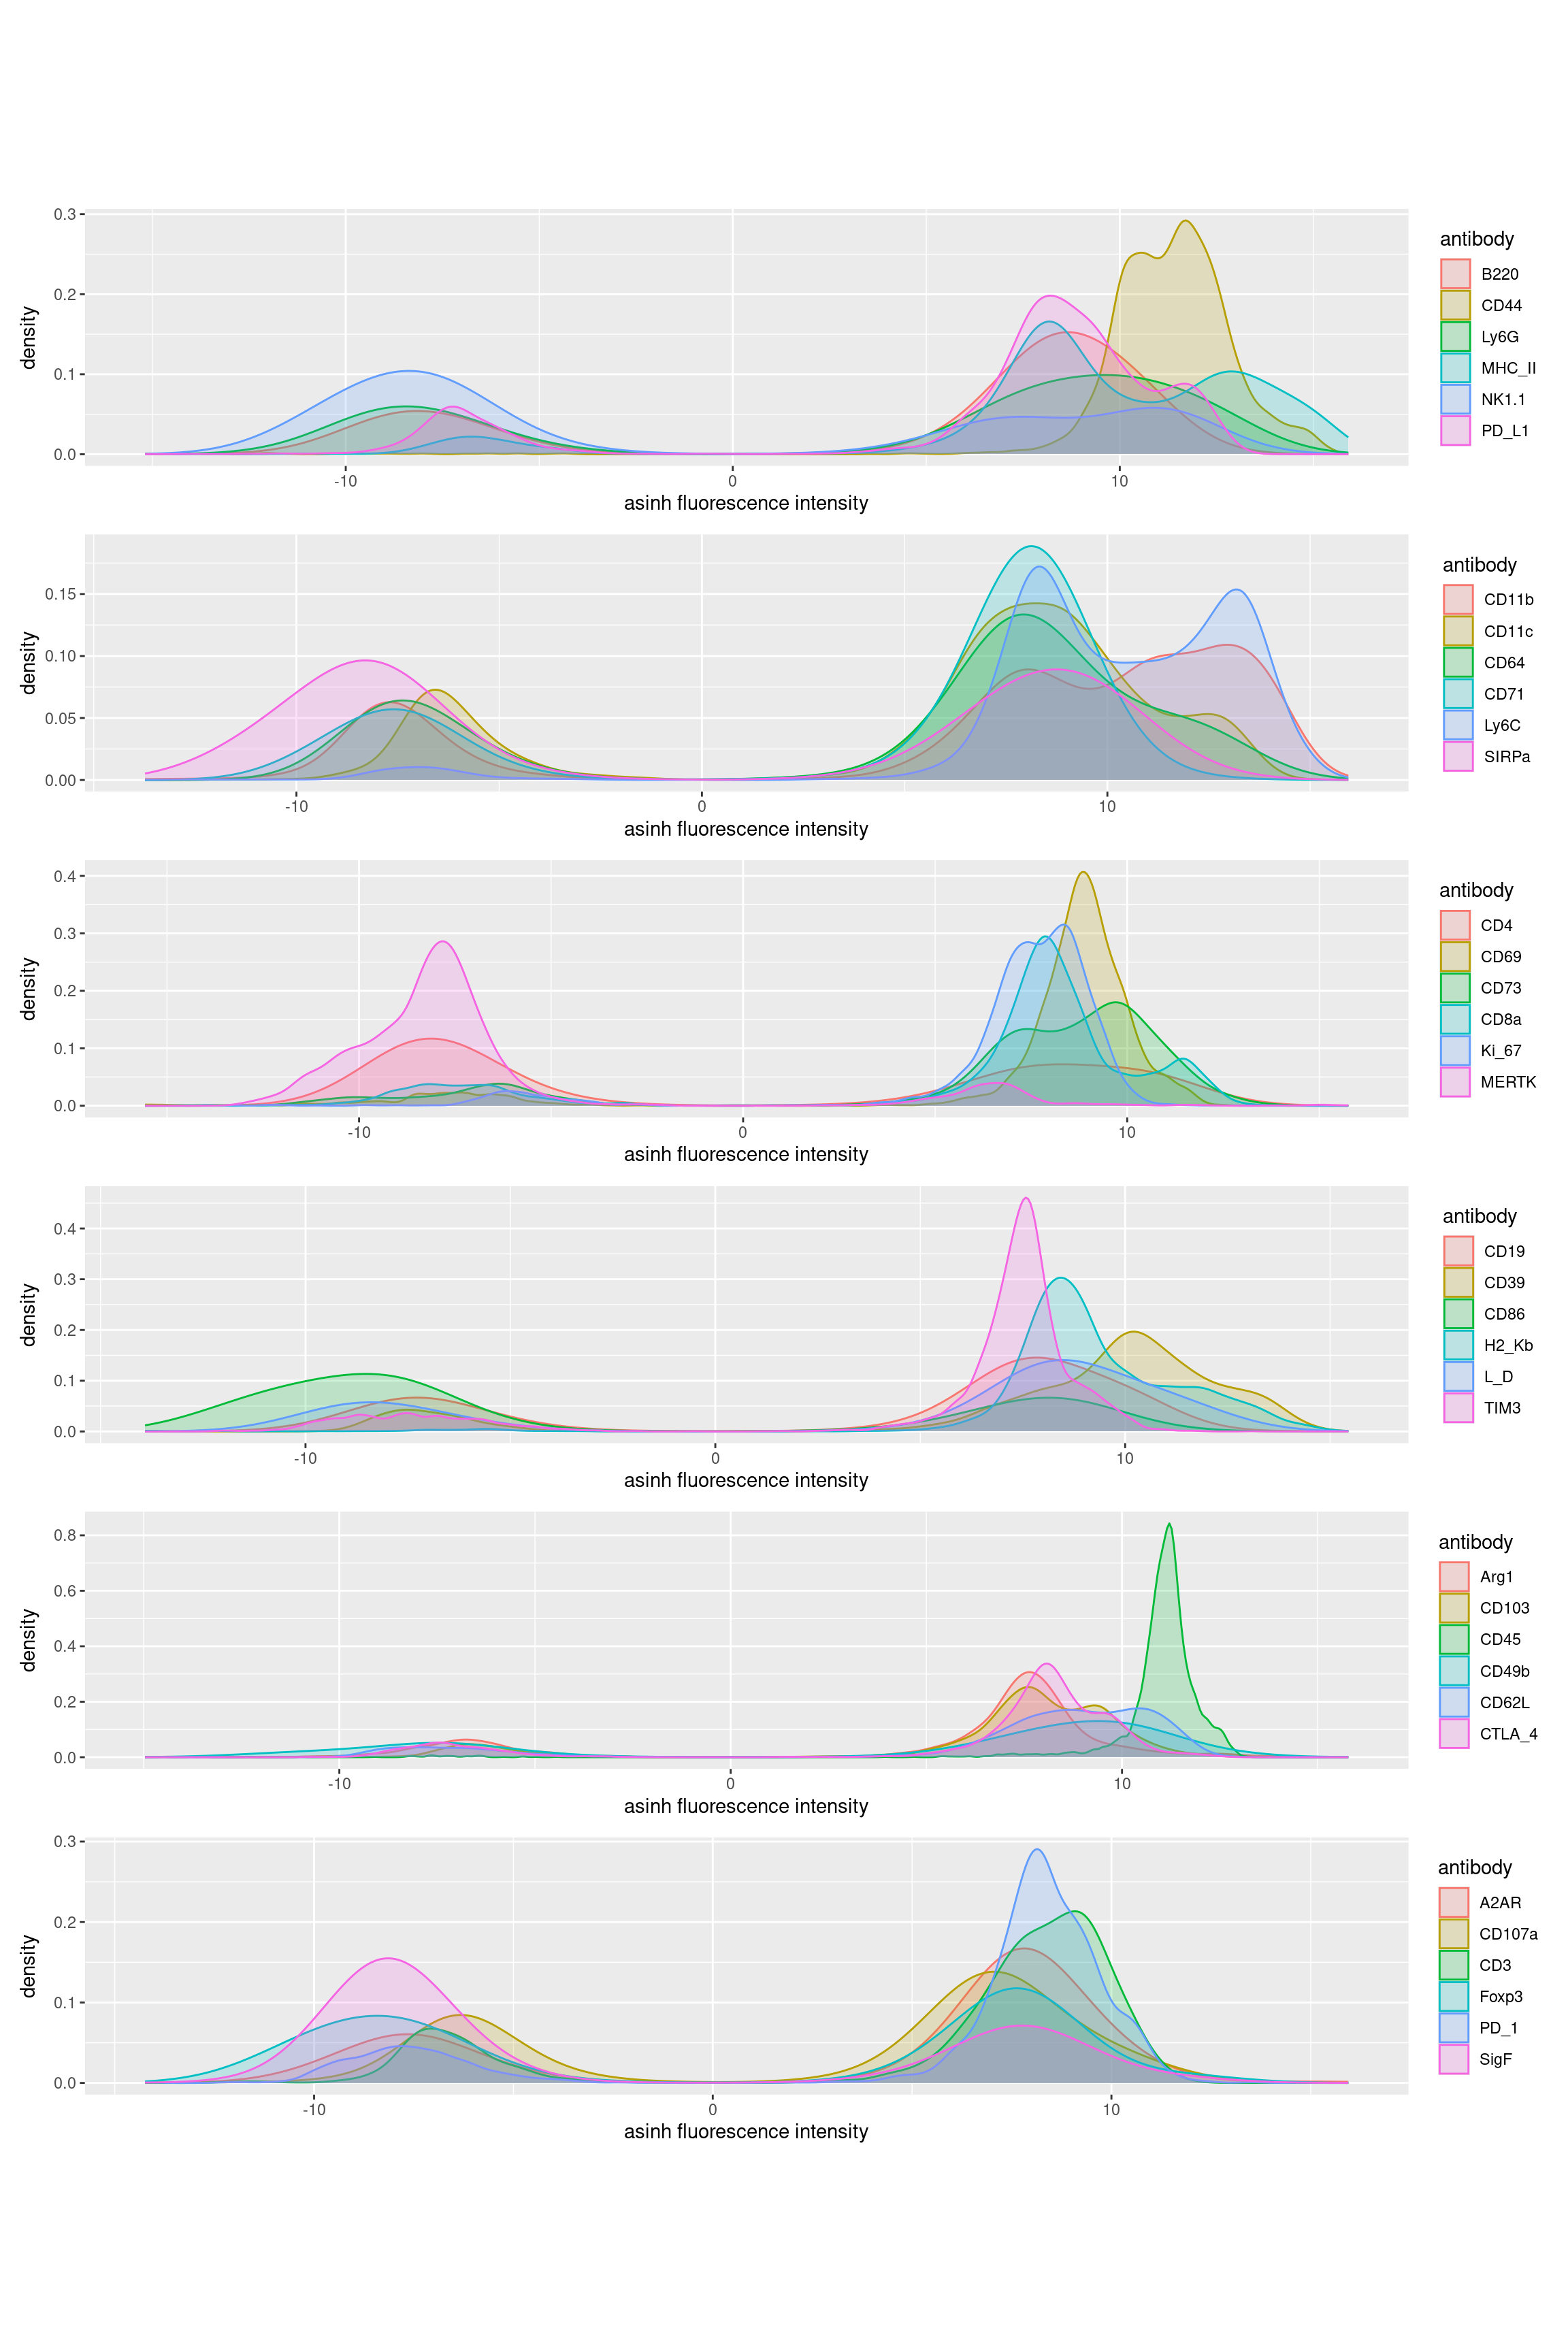 antibody
0.3
0.2
0.1
0.0
density
-10
0
10
asinh fluorescence intensity
B220
CD44
Ly6G
MHC_II
NK1.1
PD_L1
antibody
0.15
0.10
0.05
0.00
density
-10
0
10
asinh fluorescence intensity
CD11b
CD11c
CD64
CD71
Ly6C
SIRPa
antibody
0.4
0.3
0.2
0.1
0.0
density
-10
0
10
asinh fluorescence intensity
CD4
CD69
CD73
CD8a
Ki_67
MERTK
antibody
0.4
0.3
0.2
0.1
0.0
density
-10
0
10
asinh fluorescence intensity
CD19
CD39
CD86
H2_Kb
L_D
TIM3
antibody
0.8
0.6
0.4
0.2
0.0
density
-10
0
10
asinh fluorescence intensity
Arg1
CD103
CD45
CD49b
CD62L
CTLA_4
antibody
0.3
0.2
0.1
0.0
density
-10
0
10
asinh fluorescence intensity
A2AR
CD107a
CD3
Foxp3
PD_1
SigF